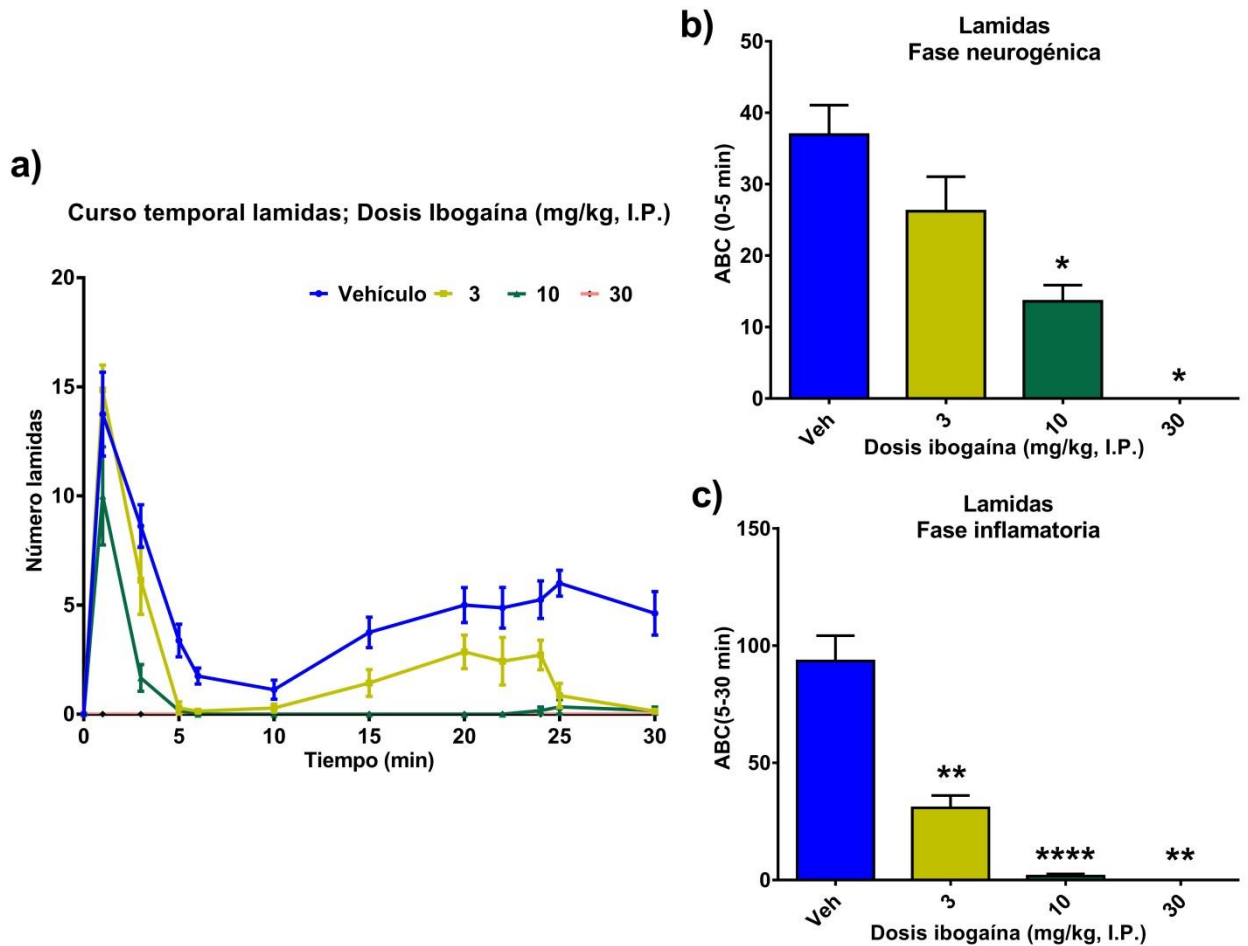 a)
Curso temporal lamidas; Dosis Ibogaína (mg/kg, I.P.)
Vehículo 3 10 30
Número lamidas
20
15
10
5
0
0 5 10 15 20 25 30
Tiempo (min)
b)
Lamidas
Fase neurogénica
ABC (0-5 min)
50
40
30
20
10
0
*
*
Veh 3 10 30
Dosis ibogaína (mg/kg, I.P.)
c)
Lamidas
Fase inflamatoria
ABC(5-30 min)
150
100
50
0
**
**** **
Veh 3 10 30
Dosis ibogaína (mg/kg, I.P.)